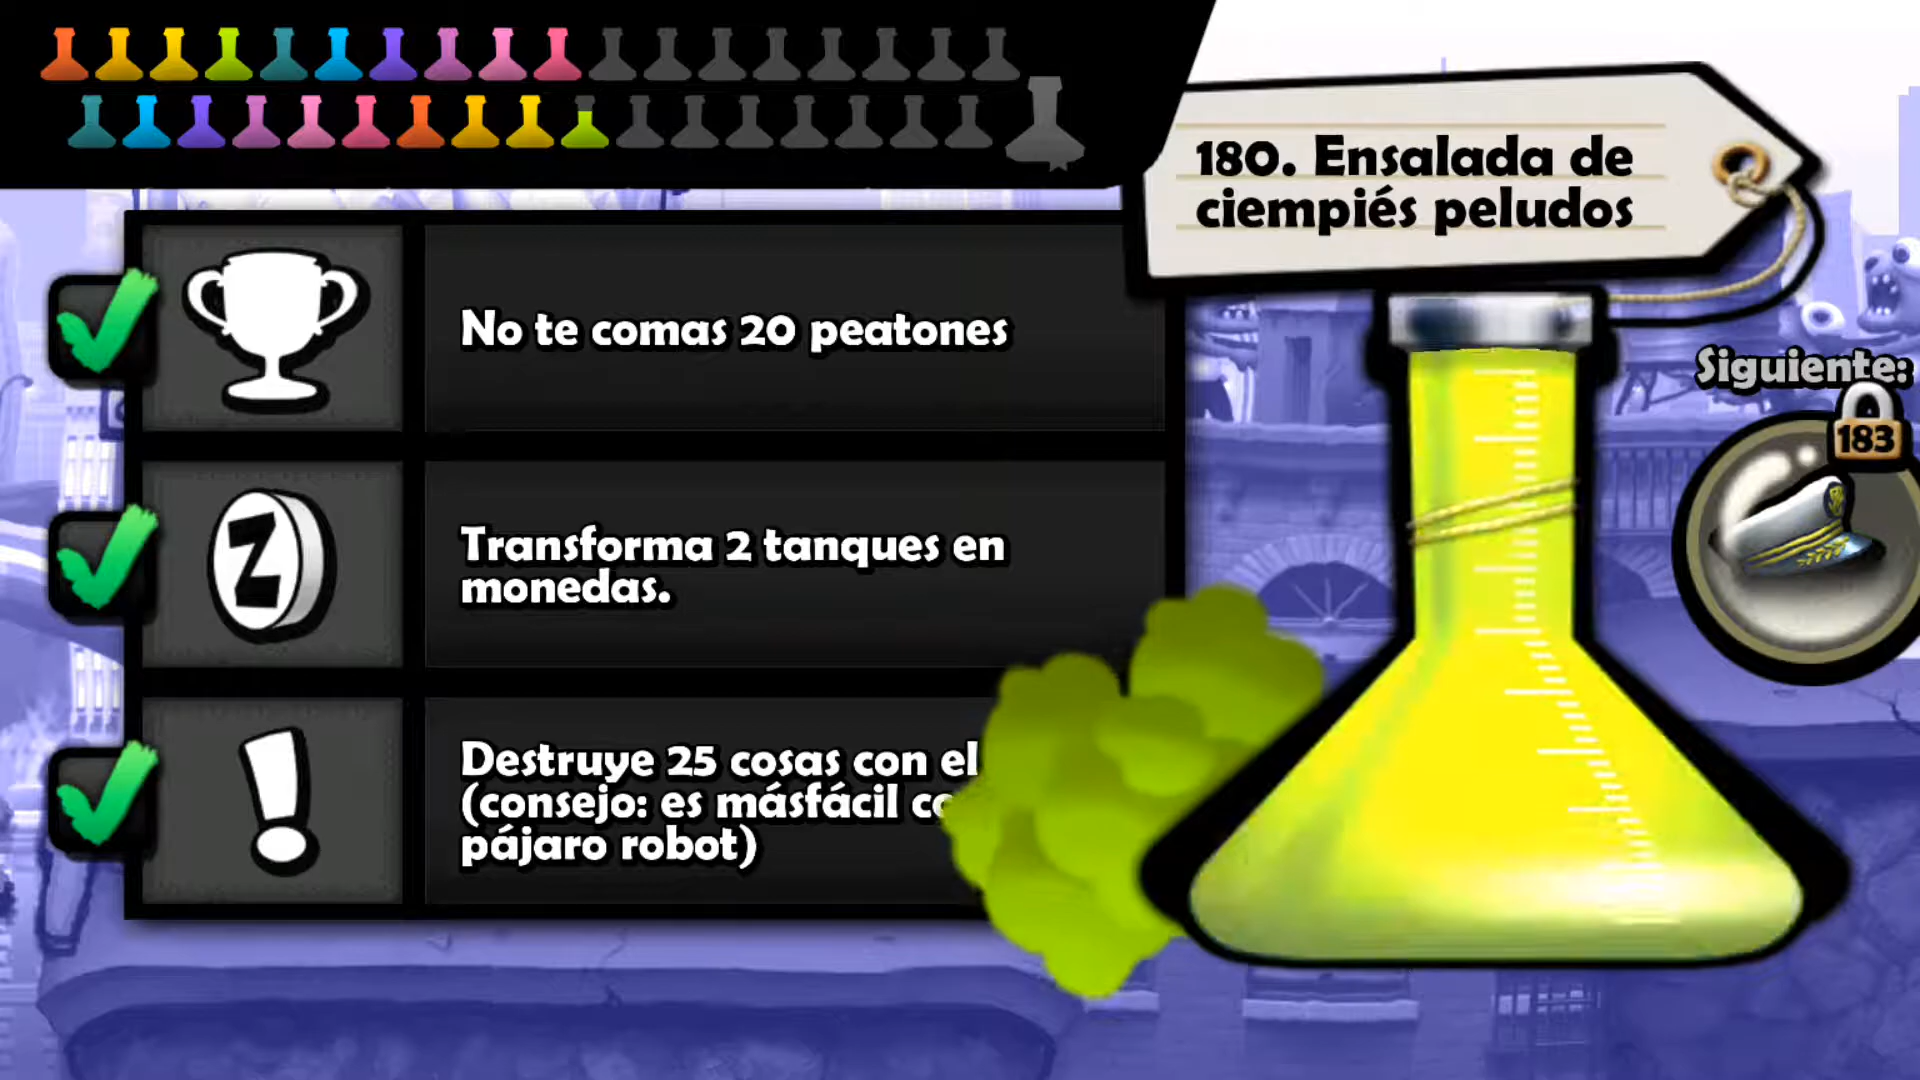 180. Ensalada de
ciempiés peludos
No te comas 20 peatones
Siguiente:
183
Transforma 2 tanques en
monedas.
Z
Destruye 25 cosas con el
(consejo: es másfácil
pájaro robot)